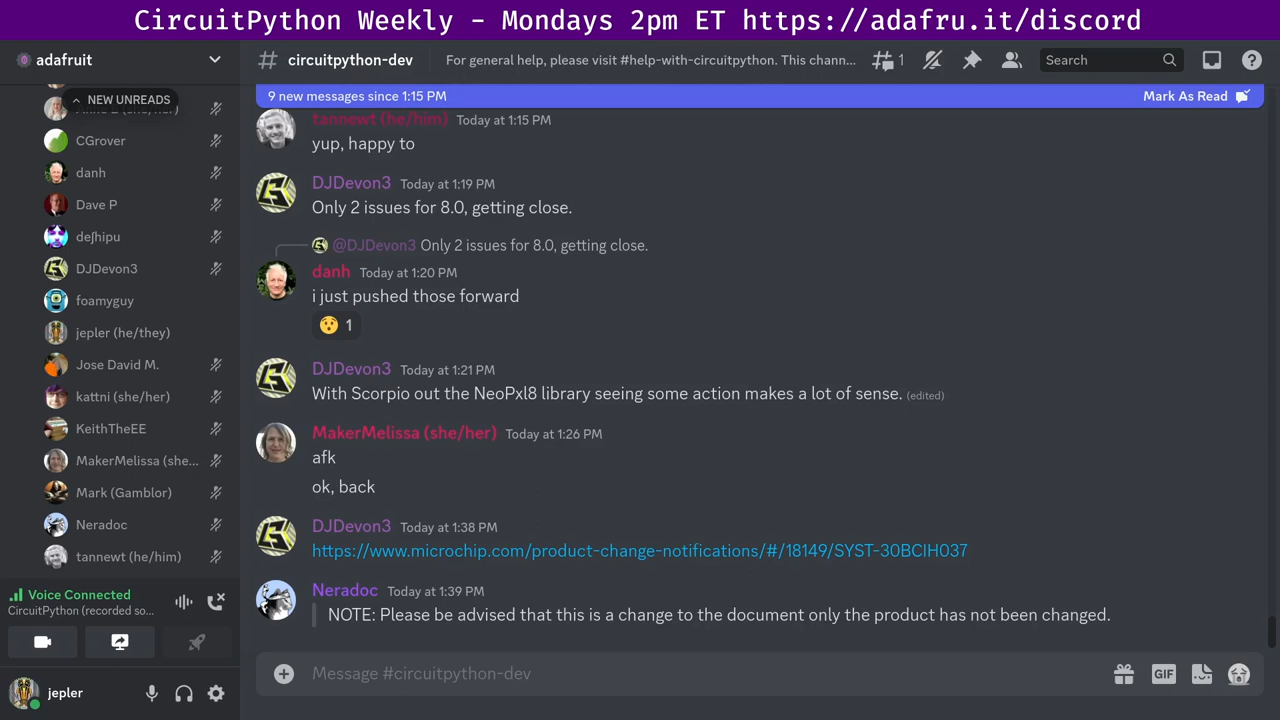 CircuitPython Weekly - Mondays 2pm ET https://adafru.it/discord
adafruit
# circuitpython-dev
For general help, please visit #help-with-circuitpython. This chann...
1
Search
NEW UNREADS
9 new messages since 1:15 PM
Mark As Read
CGrover
danh
Dave P
deʃhipu
DJDevon3
foamyguy
jepler (he/they)
Jose David M.
kattni (she/her)
KeithTheEE
MakerMelissa (she...
Mark (Gamblor)
Neradoc
tannewt (he/him)
Voice Connected
CircuitPython (recorded so...
jepler
tannewt (he/him) Today at 1:15 PM
yup, happy to
DJDevon3 Today at 1:19 PM
Only 2 issues for 8.0, getting close.
@DJDevon3 Only 2 issues for 8.0, getting close.
danh Today at 1:20 PM
i just pushed those forward
1
DJDevon3 Today at 1:21 PM
With Scorpio out the NeoPxl8 library seeing some action makes a lot of sense. (edited)
MakerMelissa (she/her) Today at 1:26 PM
afk
ok, back
DJDevon3 Today at 1:38 PM
https://www.microchip.com/product-change-notifications/#/18149/SYST-30BCIH037
Neradoc Today at 1:39 PM
NOTE: Please be advised that this is a change to the document only the product has not been changed.
Message #circuitpython-dev
GIF